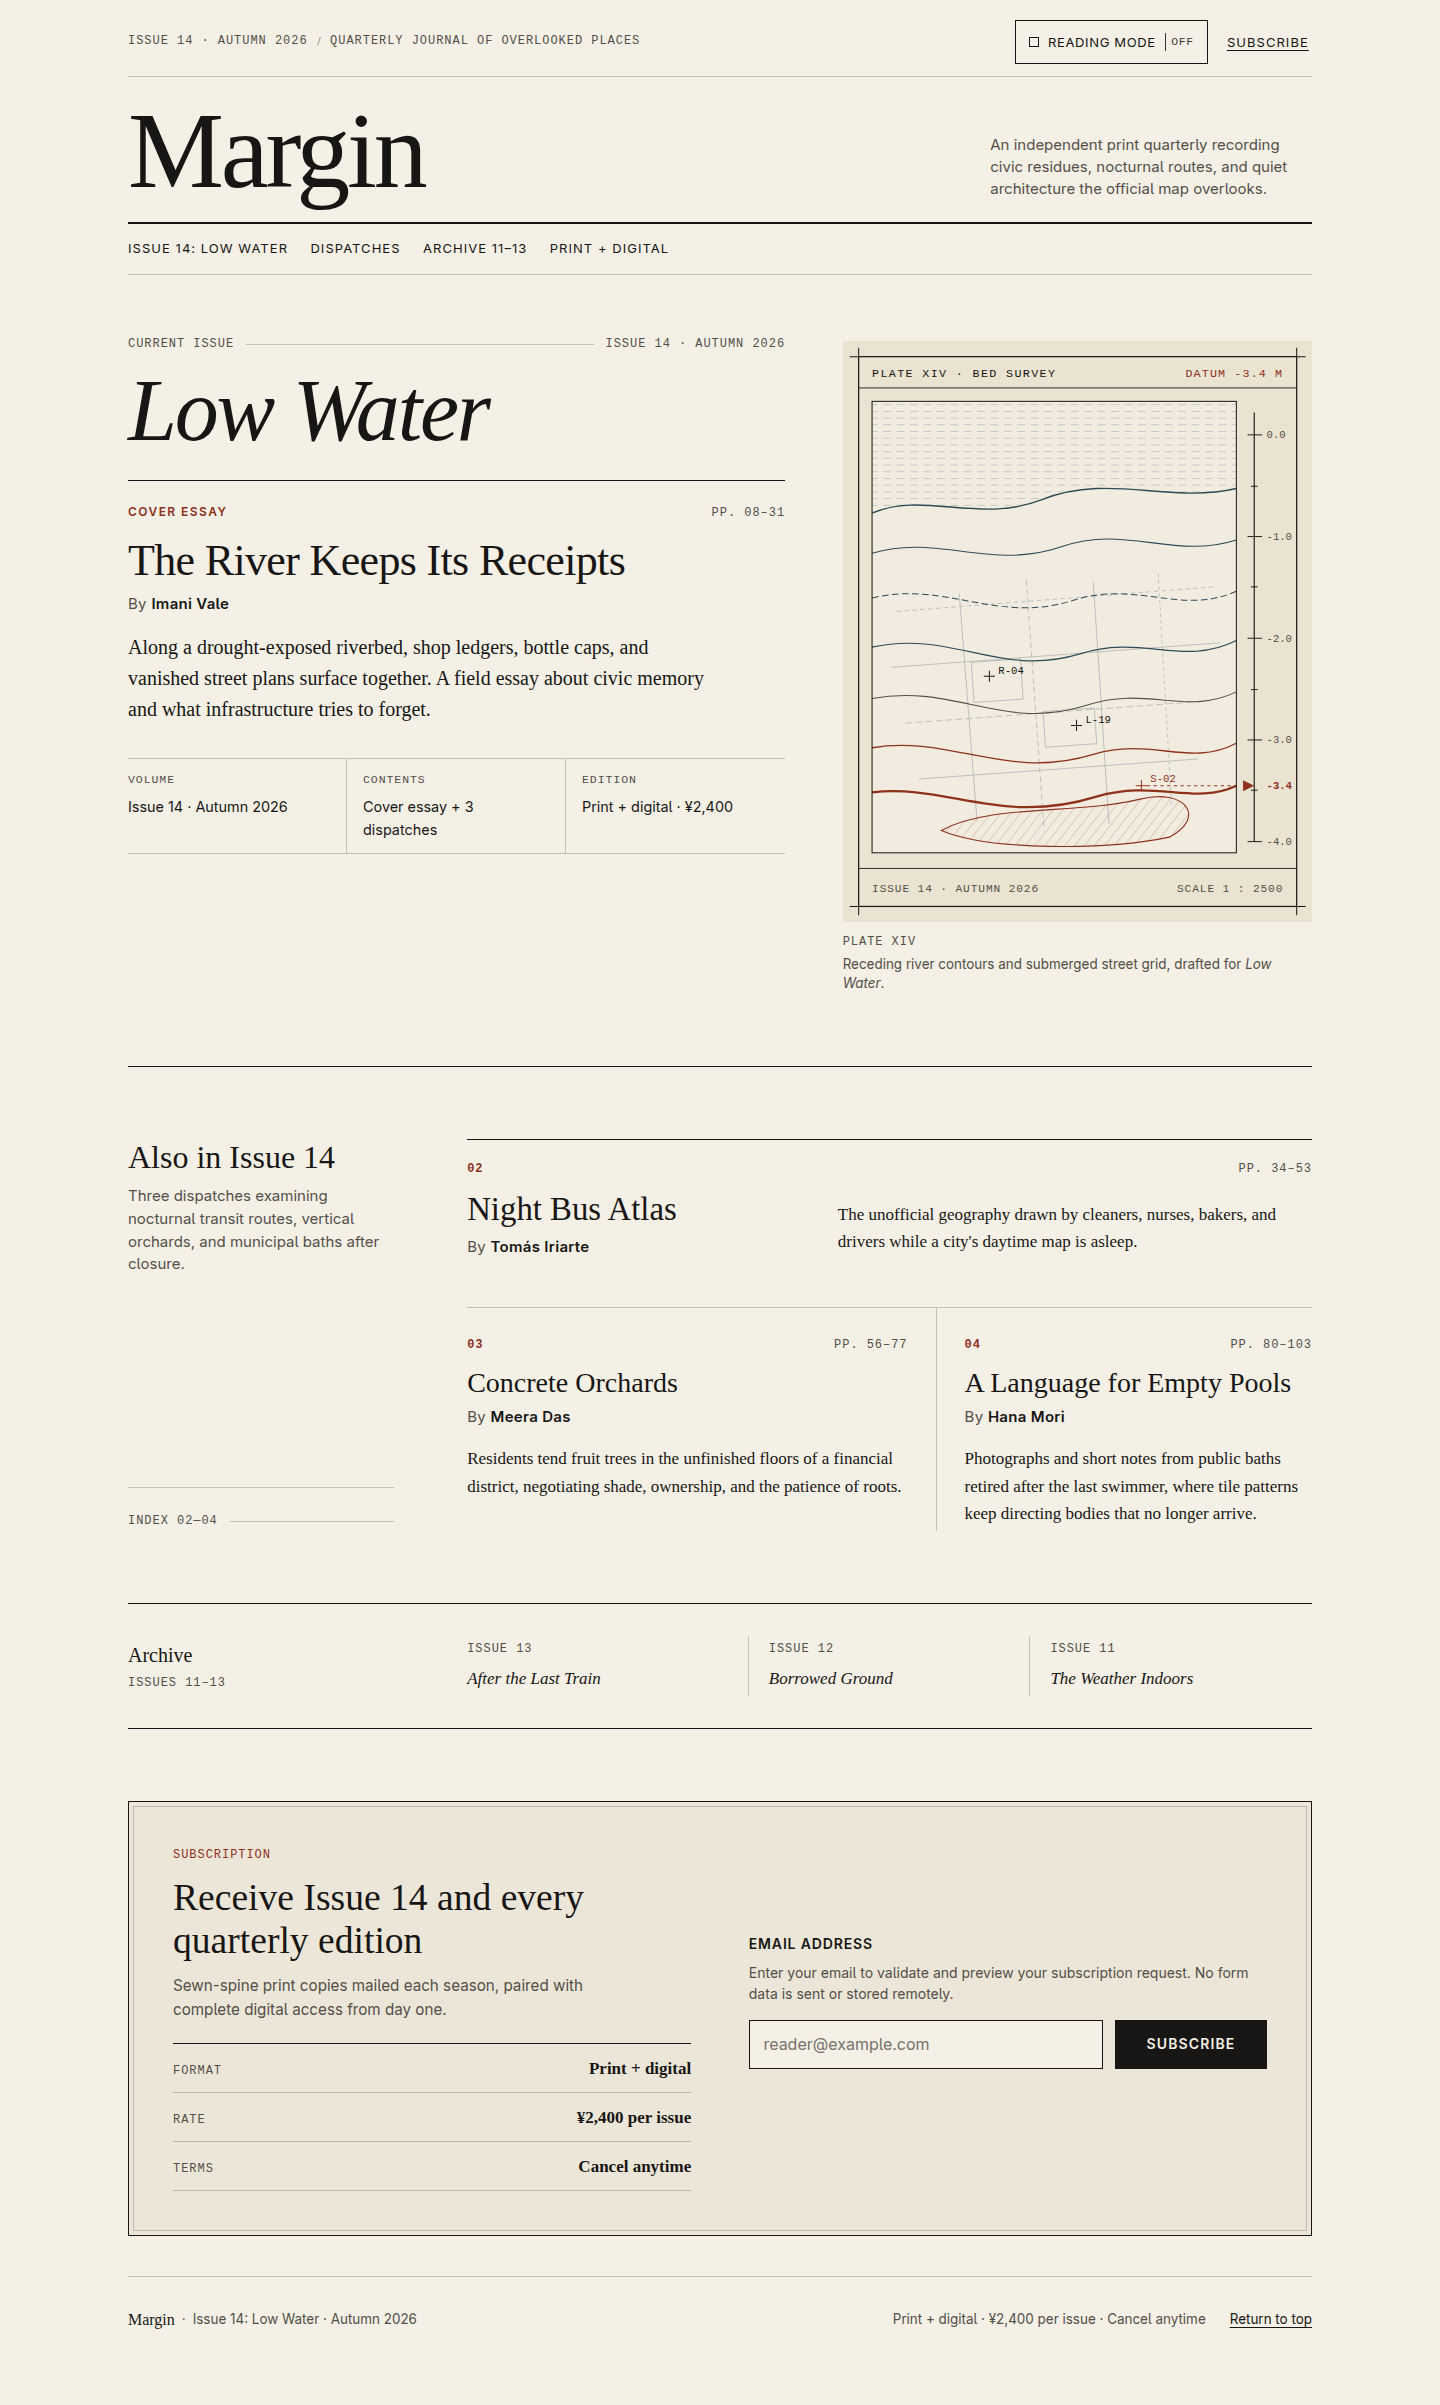 ISSUE 14 · AUTUMN 2026 / QUARTERLY JOURNAL OF OVERLOOKED PLACES
READING MODE OFF
SUBSCRIBE
Margin
An independent print quarterly recording
civic residues, nocturnal routes, and quiet
architecture the official map overlooks.
ISSUE 14: LOW WATER
DISPATCHES
ARCHIVE 11–13
PRINT + DIGITAL
CURRENT ISSUE
ISSUE 14 · AUTUMN 2026
Low Water
COVER ESSAY
PP. 08–31
The River Keeps Its Receipts
By Imani Vale
Along a drought-exposed riverbed, shop ledgers, bottle caps, and
vanished street plans surface together. A field essay about civic memory
and what infrastructure tries to forget.
VOLUME
Issue 14 · Autumn 2026
CONTENTS
Cover essay + 3
dispatches
EDITION
Print + digital · ¥2,400
PLATE XIV · BED SURVEY
DATUM -3.4 M
0.0
-1.0
-2.0
R-04
L-19
-3.0
S-02
-3.4
-4.0
ISSUE 14 · AUTUMN 2026
SCALE 1 : 2500
PLATE XIV
Receding river contours and submerged street grid, drafted for Low
Water.
Also in Issue 14
Three dispatches examining
nocturnal transit routes, vertical
orchards, and municipal baths after
closure.
INDEX 02—04
02
PP. 34–53
Night Bus Atlas
By Tomás Iriarte
The unofficial geography drawn by cleaners, nurses, bakers, and
drivers while a city's daytime map is asleep.
03
PP. 56–77
Concrete Orchards
By Meera Das
Residents tend fruit trees in the unfinished floors of a financial
district, negotiating shade, ownership, and the patience of roots.
04
PP. 80–103
A Language for Empty Pools
By Hana Mori
Photographs and short notes from public baths
retired after the last swimmer, where tile patterns
keep directing bodies that no longer arrive.
Archive
ISSUES 11–13
ISSUE 13
After the Last Train
ISSUE 12
Borrowed Ground
ISSUE 11
The Weather Indoors
SUBSCRIPTION
Receive Issue 14 and every
quarterly edition
Sewn-spine print copies mailed each season, paired with
complete digital access from day one.
FORMAT
Print + digital
RATE
¥2,400 per issue
TERMS
Cancel anytime
EMAIL ADDRESS
Enter your email to validate and preview your subscription request. No form
data is sent or stored remotely.
reader@example.com
SUBSCRIBE
Margin · Issue 14: Low Water · Autumn 2026
Print + digital · ¥2,400 per issue · Cancel anytime
Return to top